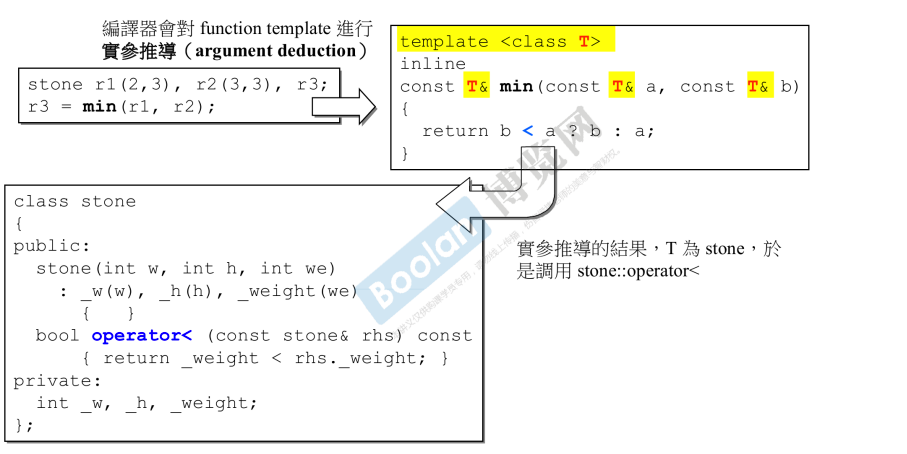 編譯器會對 function template 進行
實參推導（argument deduction）
stone r1(2,3), r2(3,3), r3;
r3 = min(r1, r2);
template <class T>
inline
const T& min(const T& a, const T& b)
{
return b < a ? b : a;
}
class stone
{
public:
stone(int w, int h, int we)
: _w(w), _h(h), _weight(we)
{ }
bool operator< (const stone& rhs) const
{ return _weight < rhs._weight; }
private:
int _w, _h, _weight;
};
實參推導的結果，T 為 stone，於
是調用 stone::operator<
Boolan
博览网